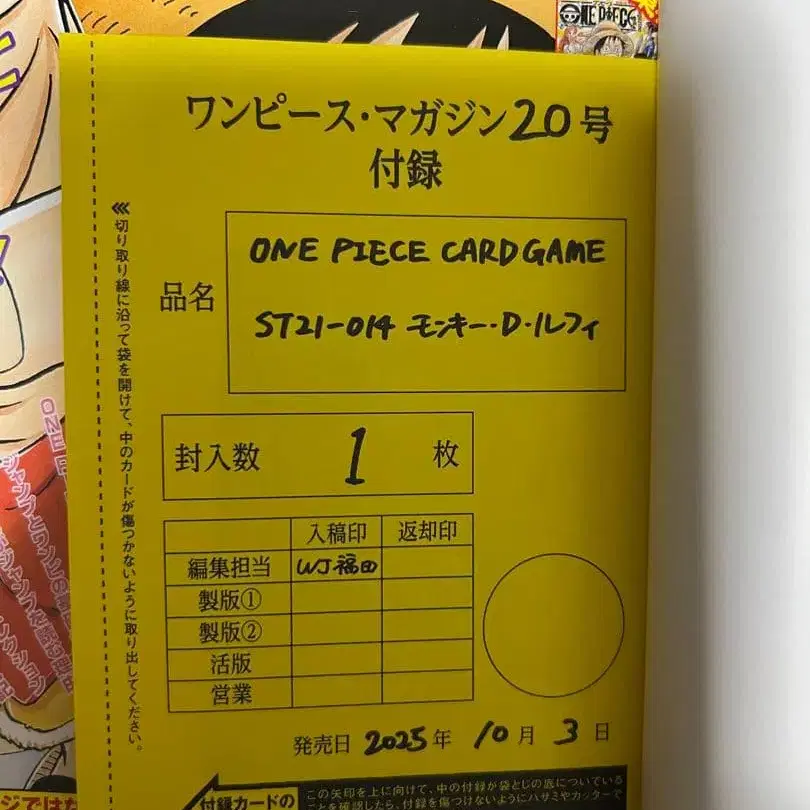 ONE PIECE
ワンピース・マガジン20号
付録
品名
ONE PIECE CARD GAME
ST21-014 モンキー・D・ルフィ
封入数 1 枚
入稿印 返却印
編集担当 WJ福田
製版①
製版②
活版
営業
発売日 2025年 10月 3日
切り取り線に沿って袋を開けて、中のカードが傷つかないように取り出してください。
付録カードの
この矢印を上に向けて、中の付録が袋とじの底についている
ことを確認したら、付録を傷つけないようにハサミやカッターで